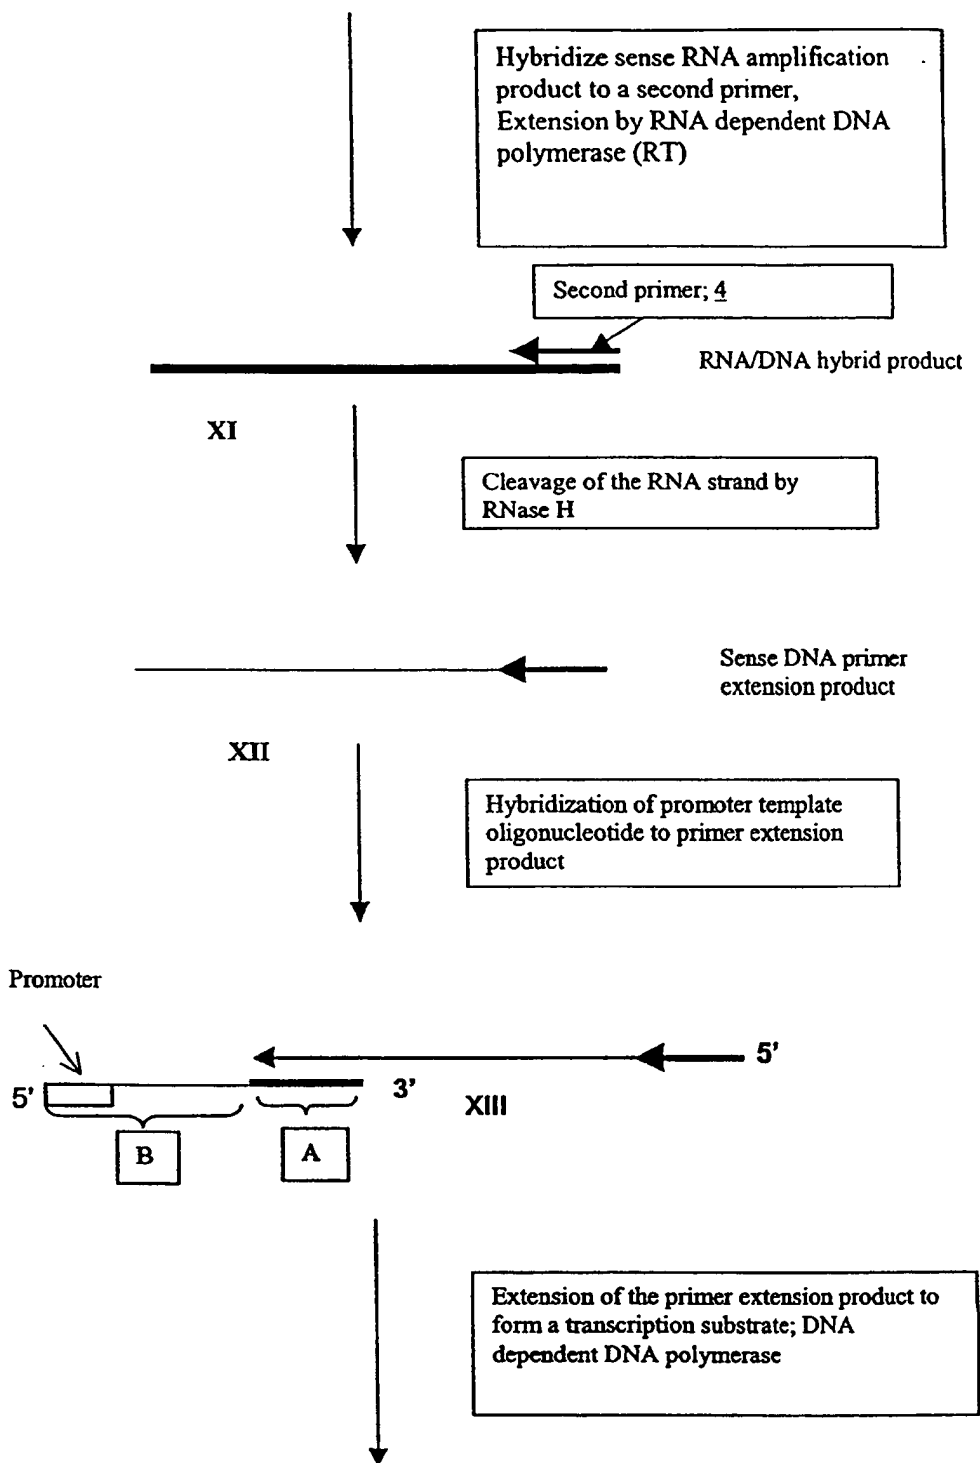 Hybridize sense RNA amplification
product to a second primer,
Extension by RNA dependent DNA
polymerase (RT)
Second primer; 4
RNA/DNA hybrid product
XI
Cleavage of the RNA strand by
RNase H
Sense DNA primer
extension product
XII
Hybridization of promoter template
oligonucleotide to primer extension
product
Promoter
5'
5'
3'
XIII
B
A
Extension of the primer extension product to
form a transcription substrate; DNA
dependent DNA polymerase